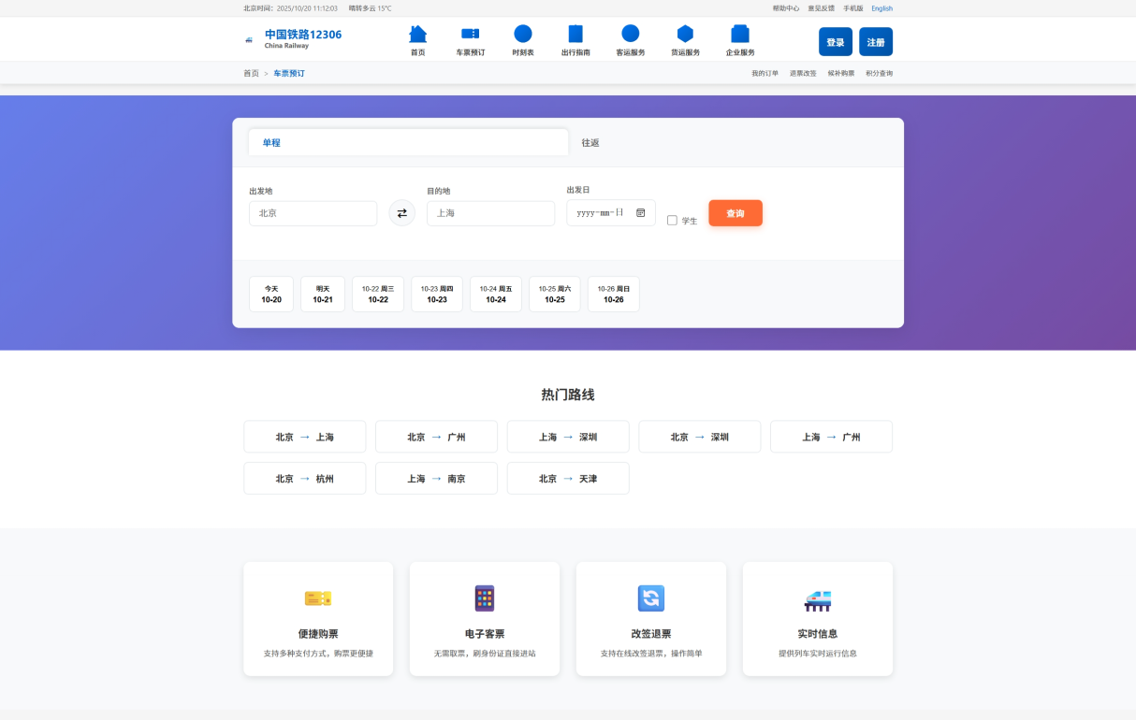 北京时间：2025/10/20 11:12:03 晴转多云 15°C 帮助中心 意见反馈 手机版 English
中国铁路12306
China Railway
首页 车票预订 时刻表 出行指南 客运服务 货运服务 企业服务
登录 注册
首页 > 车票预订 我的订单 退票改签 候补购票 积分查询
单程 往返
出发地 目的地 出发日
北京 上海 yyyy-mm-日 学生 查询
今天 明天 10-22 周三 10-23 周四 10-24 周五 10-25 周六 10-26 周日
10-20 10-21 10-22 10-23 10-24 10-25 10-26
热门路线
北京 → 上海 北京 → 广州 上海 → 深圳 北京 → 深圳 上海 → 广州
北京 → 杭州 上海 → 南京 北京 → 天津
便捷购票 电子客票 改签退票 实时信息
支持多种支付方式，购票更便捷 无需取票，刷身份证直接进站 支持在线改签退票，操作简单 提供列车实时运行信息